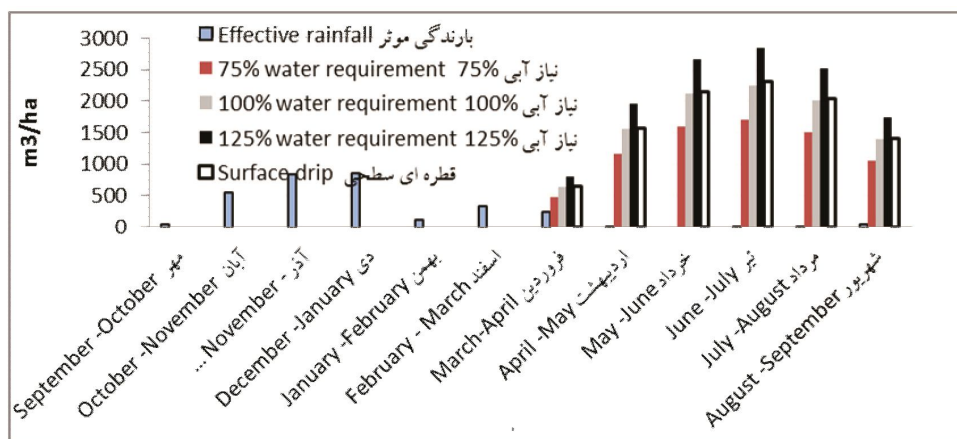 3000
2500
2000
1500
1000
500
0
m3/ha
Effective rainfall بارندگی موثر
75% water requirement 75% نیاز آبی
100% water requirement 100% نیاز آبی
125% water requirement 125% نیاز آبی
Surface drip قطره ای سطحی
September -October مهر
October -November آبان
... November - آذر
December -January دی
January -February بهمن
February - March اسفند
March-April فروردین
April -May اردیبهشت
May -June خرداد
June -July تیر
July -August مرداد
August -September شهریور